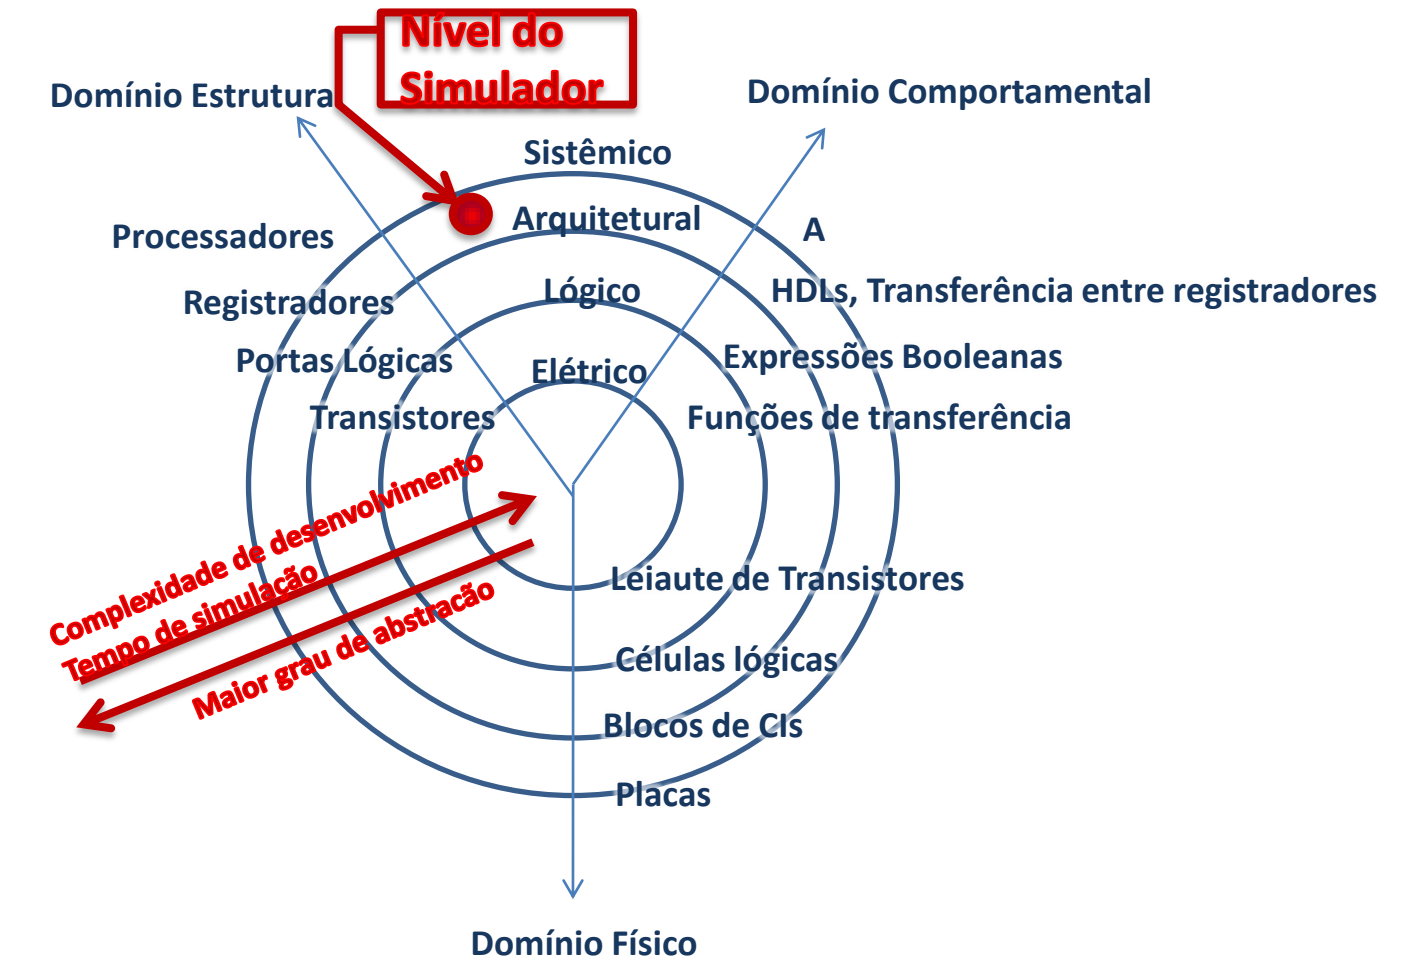 Nível do
Simulador
Domínio Estrutura
Domínio Comportamental
Sistêmico
Arquitetural
A
Processadores
Registradores
Lógico
HDLs, Transferência entre registradores
Portas Lógicas
Elétrico
Expressões Booleanas
Transistores
Funções de transferência
Complexidade de desenvolvimento
Tempo de simulação
Maior grau de abstracão
Leiaute de Transistores
Células lógicas
Blocos de CIs
Placas
Domínio Físico